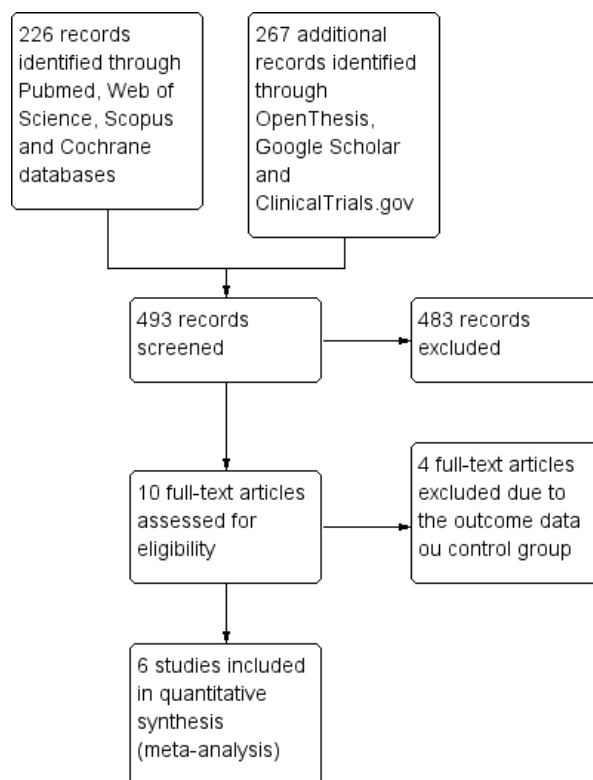 226 records
identified through
Pubmed, Web of
Science, Scopus
and Cochrane
databases
267 additional
records identified
through
OpenThesis,
Google Scholar
and
ClinicalTrials.gov
493 records
screened
483 records
excluded
10 full-text articles
assessed for
eligibility
4 full-text articles
excluded due to
the outcome data
ou control group
6 studies included
in quantitative
synthesis
(meta-analysis)